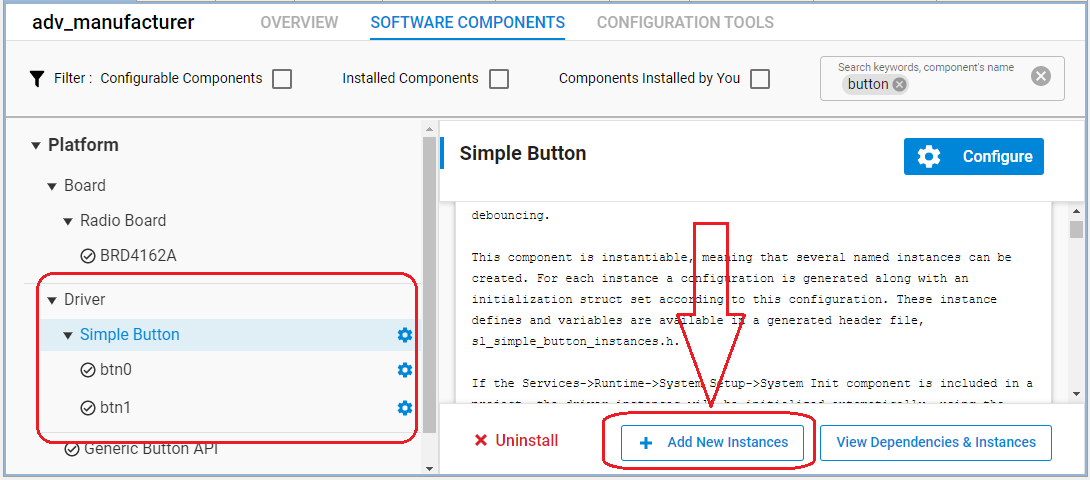 adv_manufacturer
OVERVIEW
SOFTWARE COMPONENTS
CONFIGURATION TOOLS
Filter :
Configurable Components
Installed Components
Components Installed by You
Search keywords, component's name
button
Platform
Board
Radio Board
BRD4162A
Driver
Simple Button
btn0
btn1
Generic Button API
Simple Button
Configure
debouncing.
This component is instantiable, meaning that several named instances can be
created. For each instance a configuration is generated along with an
initialization struct set according to this configuration. These instance
defines and variables are available in a generated header file,
sl_simple_button_instances.h.
If the Services->Runtime->System Setup->System Init component is included in a
Uninstall
Add New Instances
View Dependencies & Instances